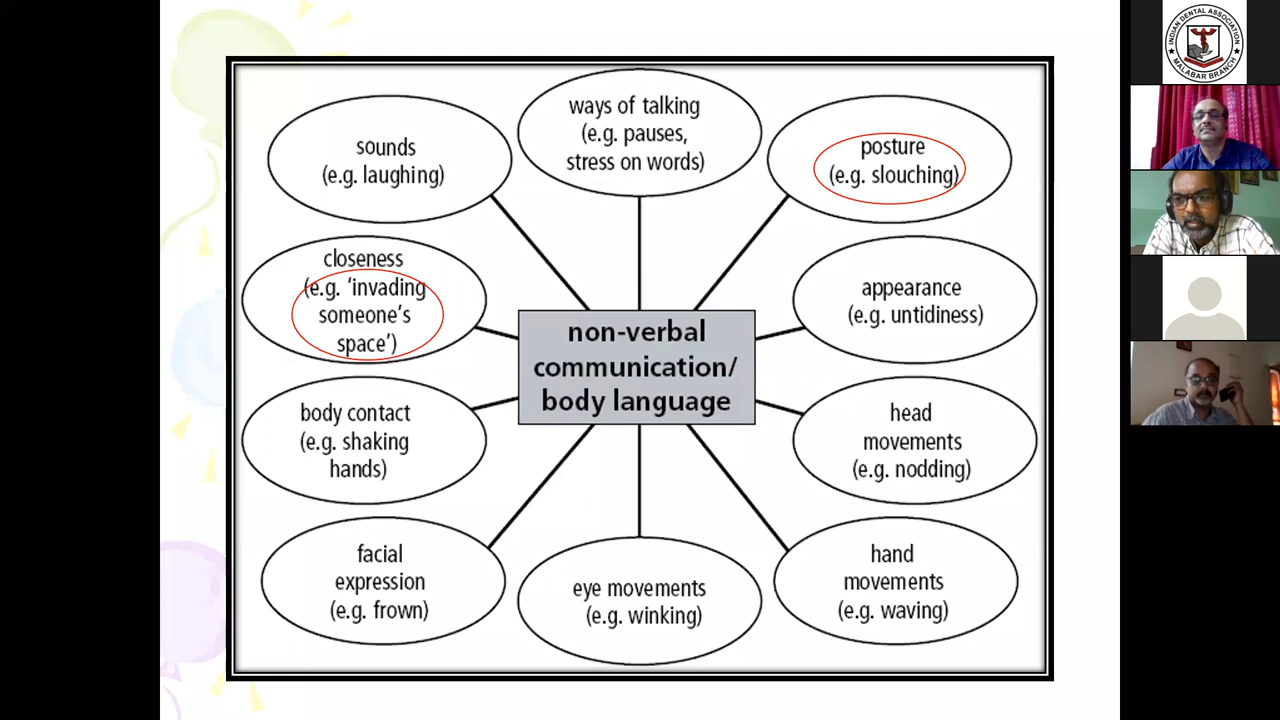 ways of talking
(e.g. pauses,
stress on words)
sounds
(e.g. laughing)
posture
(e.g. slouching)
closeness
(e.g. ‘invading
someone’s
space’)
appearance
(e.g. untidiness)
non-verbal
communication/
body language
body contact
(e.g. shaking
hands)
head
movements
(e.g. nodding)
facial
expression
(e.g. frown)
eye movements
(e.g. winking)
hand
movements
(e.g. waving)
INDIAN DENTAL ASSOCIATION
MALABAR BRANCH